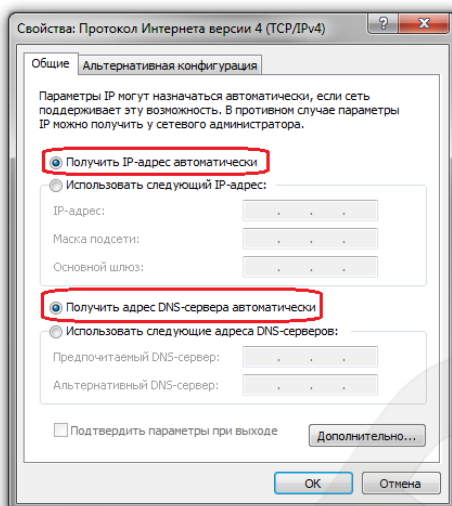 Свойства: Протокол Интернета версии 4 (TCP/IPv4)
Общие
Альтернативная конфигурация
Параметры IP могут назначаться автоматически, если сеть
поддерживает эту возможность. В противном случае параметры
IP можно получить у сетевого администратора.
Получить IP-адрес автоматически
Использовать следующий IP-адрес:
IP-адрес:
Маска подсети:
Основной шлюз:
Получить адрес DNS-сервера автоматически
Использовать следующие адреса DNS-серверов:
Предпочитаемый DNS-сервер:
Альтернативный DNS-сервер:
Подтвердить параметры при выходе
Дополнительно...
OK
Отмена